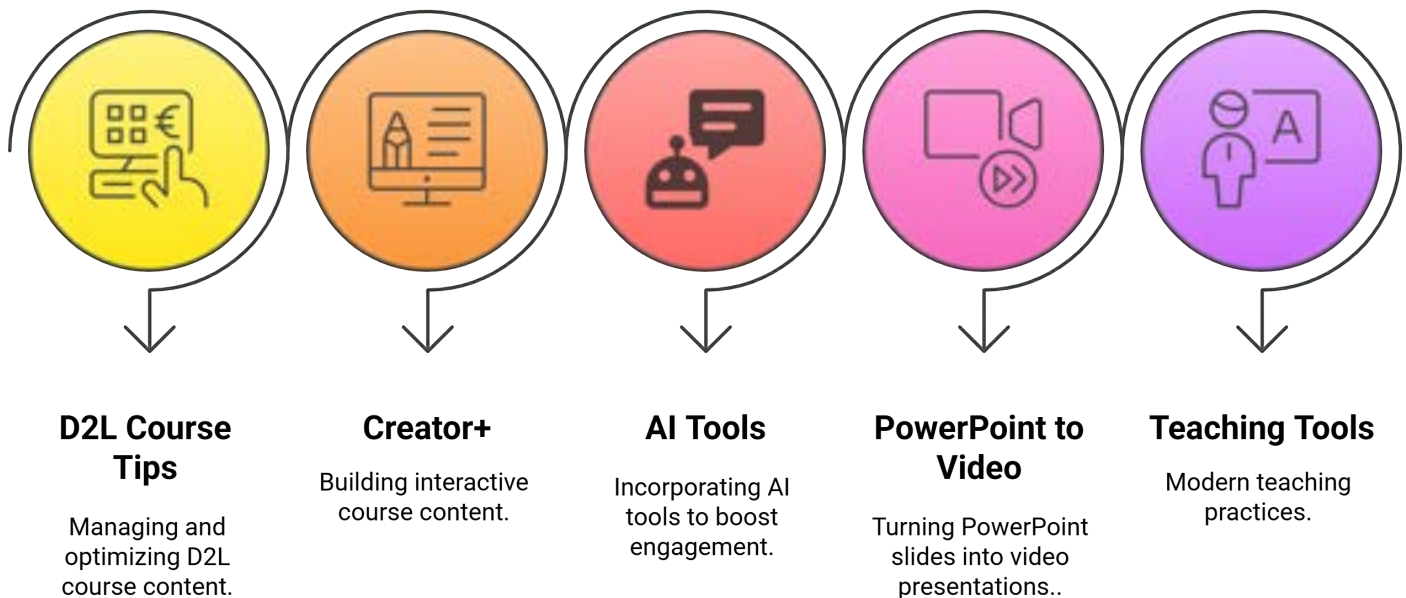 €
A
D2L Course
Tips
Managing and
optimizing D2L
course content.
Creator+
Building interactive
course content.
AI Tools
Incorporating AI
tools to boost
engagement.
PowerPoint to
Video
Turning PowerPoint
slides into video
presentations..
Teaching Tools
Modern teaching
practices.